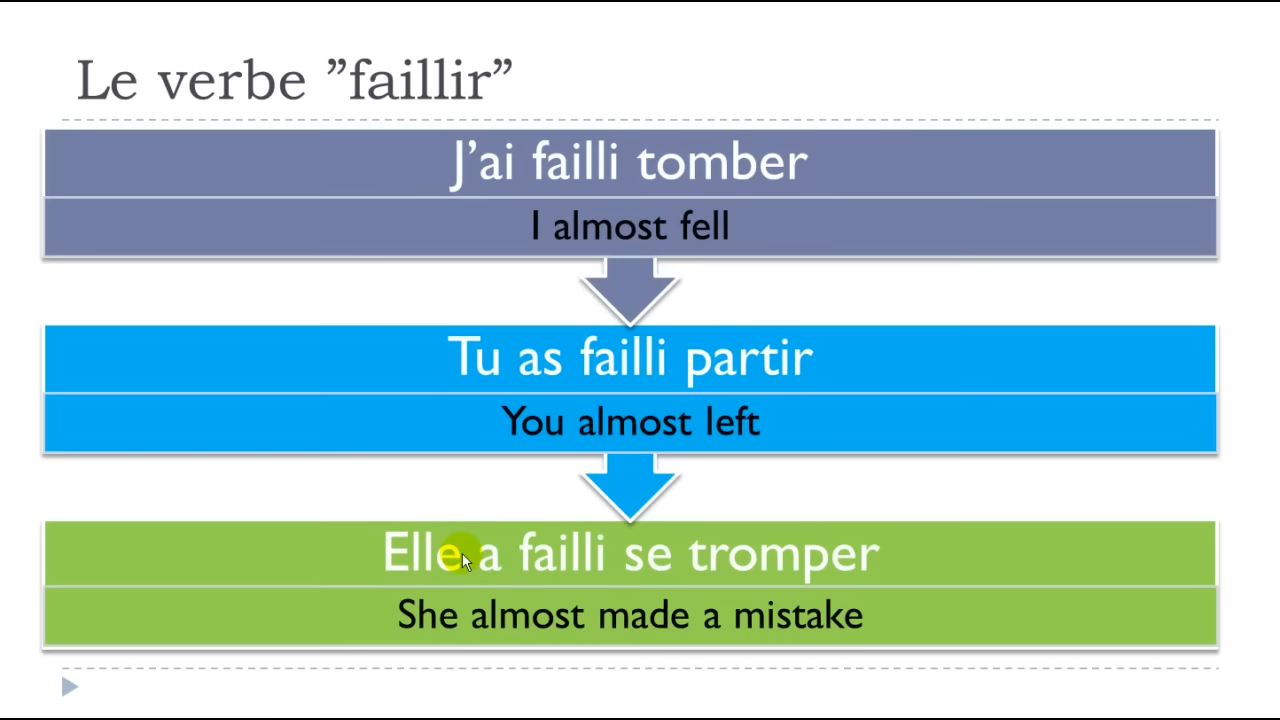 Le verbe ”faillir”
J’ai failli tomber
I almost fell
Tu as failli partir
You almost left
Elle a failli se tromper
She almost made a mistake